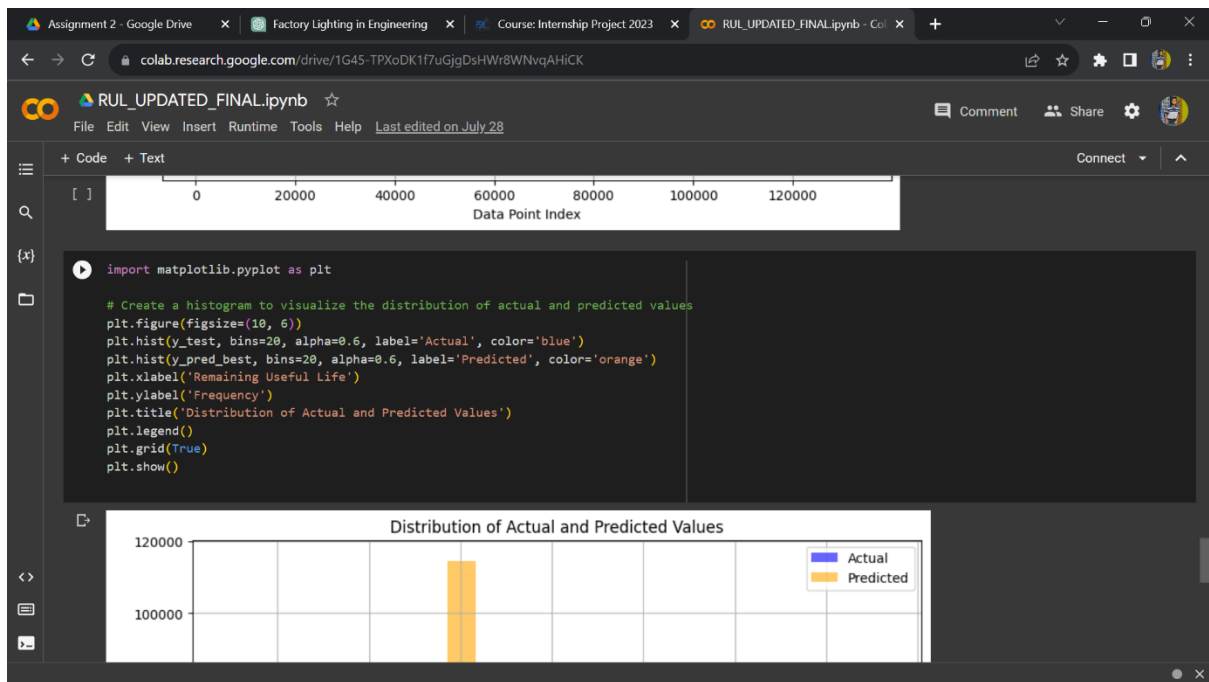 Assignment 2 - Google Drive
Factory Lighting in Engineering
Course: Internship Project 2023
RUL_UPDATED_FINAL.ipynb - Col
colab.research.google.com/drive/1G45-TPXoDK1f7uGjgDsHWr8WNvqAHiCK
RUL_UPDATED_FINAL.ipynb
Comment
Share
File Edit View Insert Runtime Tools Help Last edited on July 28
+ Code + Text
Connect
[ ]
0 20000 40000 60000 80000 100000 120000
Data Point Index
{x}
import matplotlib.pyplot as plt
# Create a histogram to visualize the distribution of actual and predicted values
plt.figure(figsize=(10, 6))
plt.hist(y_test, bins=20, alpha=0.6, label='Actual', color='blue')
plt.hist(y_pred_best, bins=20, alpha=0.6, label='Predicted', color='orange')
plt.xlabel('Remaining Useful Life')
plt.ylabel('Frequency')
plt.title('Distribution of Actual and Predicted Values')
plt.legend()
plt.grid(True)
plt.show()
Distribution of Actual and Predicted Values
120000
Actual
Predicted
100000